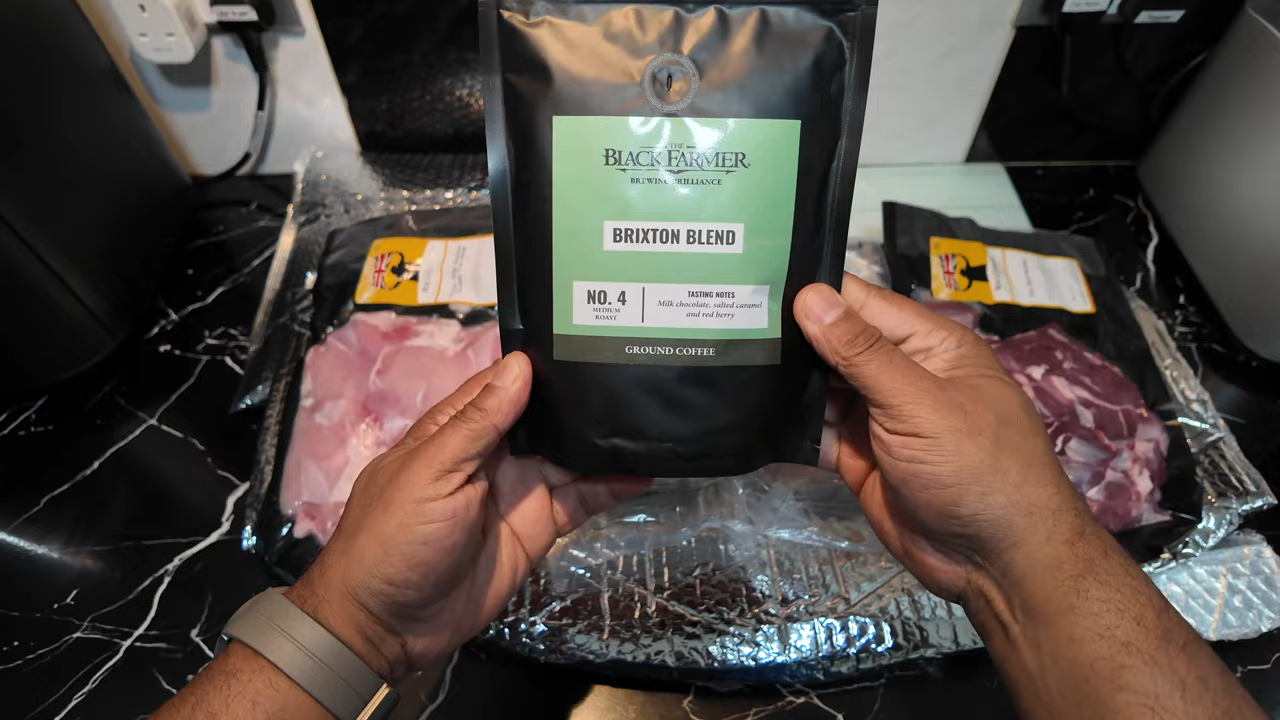 THE
BLACK FARMER
BREWING BRILLIANCE
BRIXTON BLEND
NO. 4
MEDIUM
ROAST
TASTING NOTES
Milk chocolate, salted caramel
and red berry
GROUND COFFEE